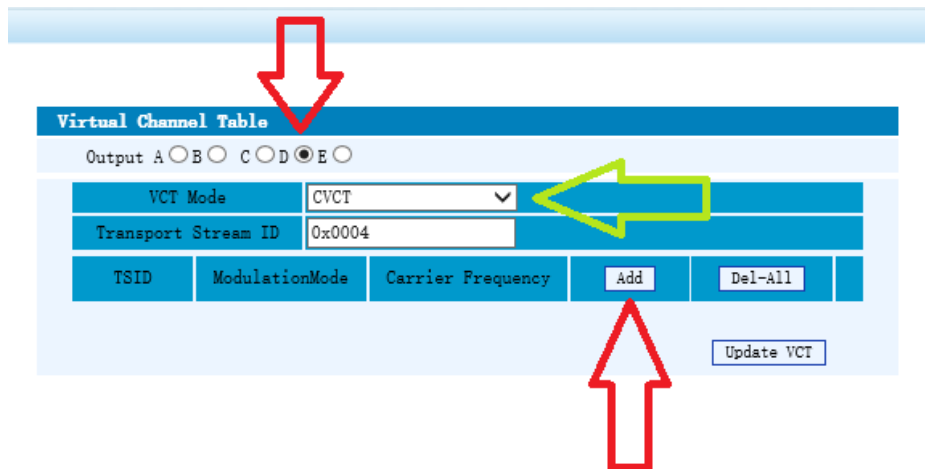 Virtual Channel Table
Output A B C D E
VCT Mode CVCT
Transport Stream ID 0x0004
TSID ModulationMode Carrier Frequency Add Del-All
Update VCT